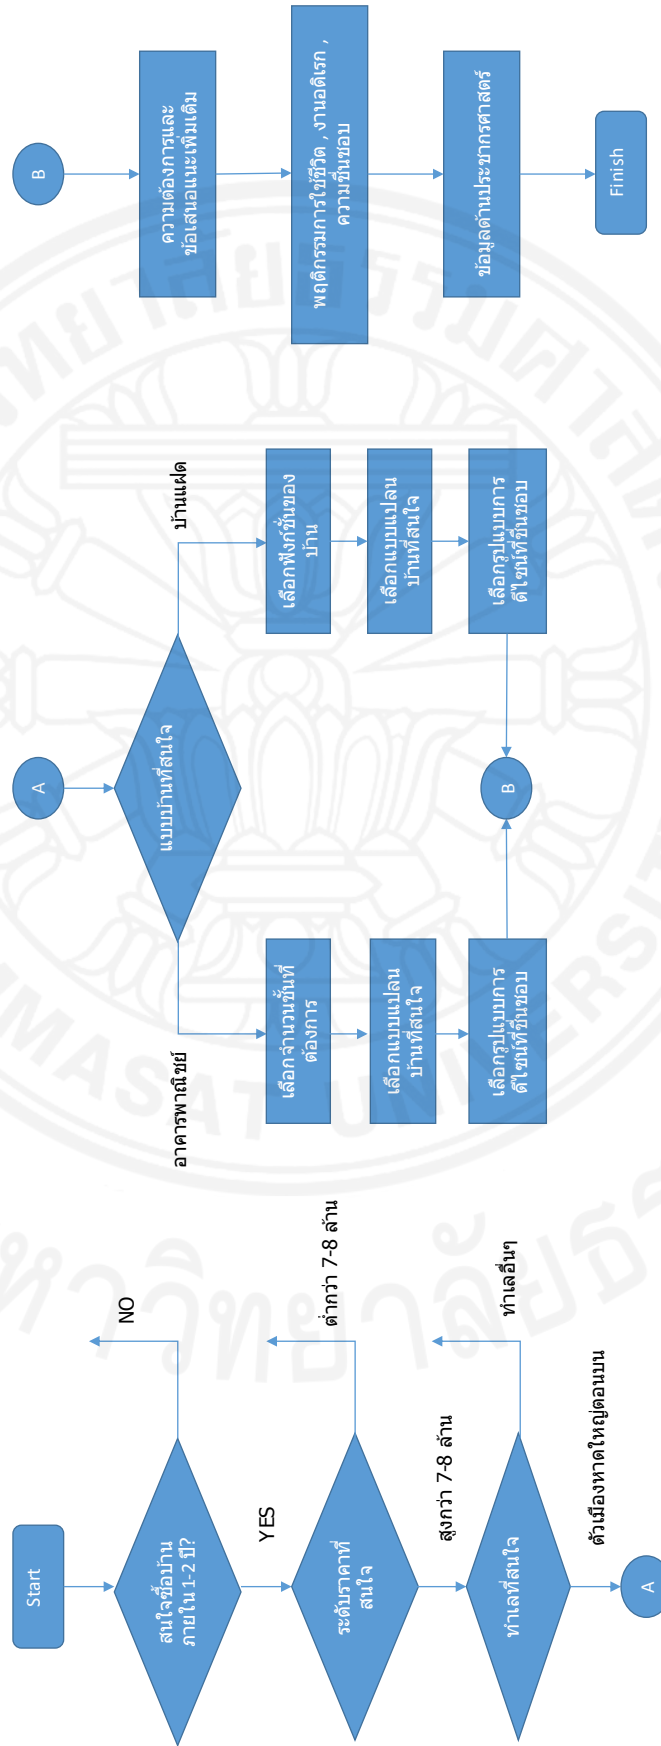 Start
สนใจซื้อบ้าน
ภายใน 1-2 ปี?
NO
YES
ระดับราคาที่
สนใจ
ต่ำกว่า 7-8 ล้าน
สูงกว่า 7-8 ล้าน
ทำเลที่สนใจ
ทำเลอื่นๆ
ตัวเมืองหาดใหญ่ตอนบน
A
A
แบบบ้านที่สนใจ
อาคารพาณิชย์
บ้านแฝด
เลือกจำนวนชั้นที่
ต้องการ
เลือกแบบแปลน
บ้านที่สนใจ
เลือกรูปแบบการ
ดีไซน์ที่ชื่นชอบ
เลือกฟังก์ชั่นของ
บ้าน
เลือกแบบแปลน
บ้านที่สนใจ
เลือกรูปแบบการ
ดีไซน์ที่ชื่นชอบ
B
B
ความต้องการและ
ข้อเสนอแนะเพิ่มเติม
พฤติกรรมการใช้ชีวิต , งานอดิเรก ,
ความชื่นชอบ
ข้อมูลด้านประชากรศาสตร์
Finish